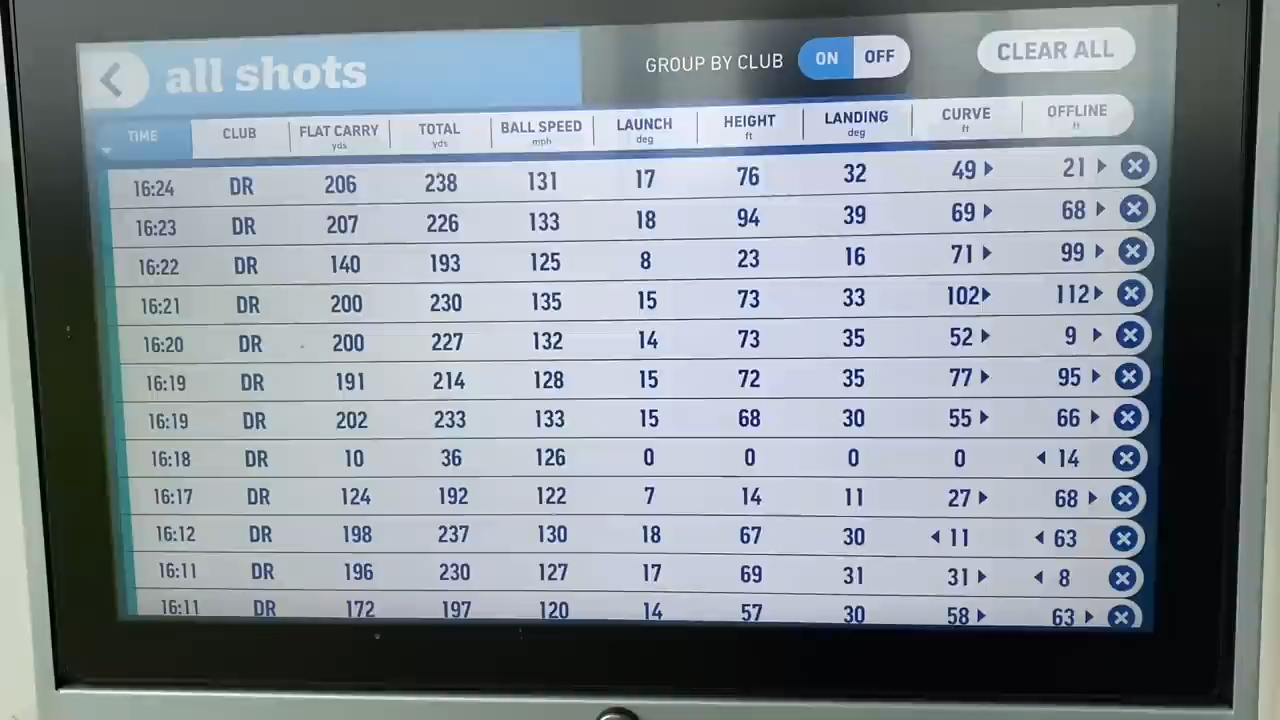 all shots GROUP BY CLUB ON OFF CLEAR ALL
TIME CLUB FLAT CARRY TOTAL BALL SPEED LAUNCH HEIGHT LANDING CURVE OFFLINE
yds yds mph deg ft deg ft ft
16:24 DR 206 238 131 17 76 32 49 ▶ 21 ▶
16:23 DR 207 226 133 18 94 39 69 ▶ 68 ▶
16:22 DR 140 193 125 8 23 16 71 ▶ 99 ▶
16:21 DR 200 230 135 15 73 33 102 ▶ 112 ▶
16:20 DR 200 227 132 14 73 35 52 ▶ 9 ▶
16:19 DR 191 214 128 15 72 35 77 ▶ 95 ▶
16:19 DR 202 233 133 15 68 30 55 ▶ 66 ▶
16:18 DR 10 36 126 0 0 0 0 ◀ 14
16:17 DR 124 192 122 7 14 11 27 ▶ 68 ▶
16:12 DR 198 237 130 18 67 30 ◀ 11 ◀ 63
16:11 DR 196 230 127 17 69 31 31 ▶ ◀ 8
16:11 DR 172 197 120 14 57 30 58 ▶ 63 ▶